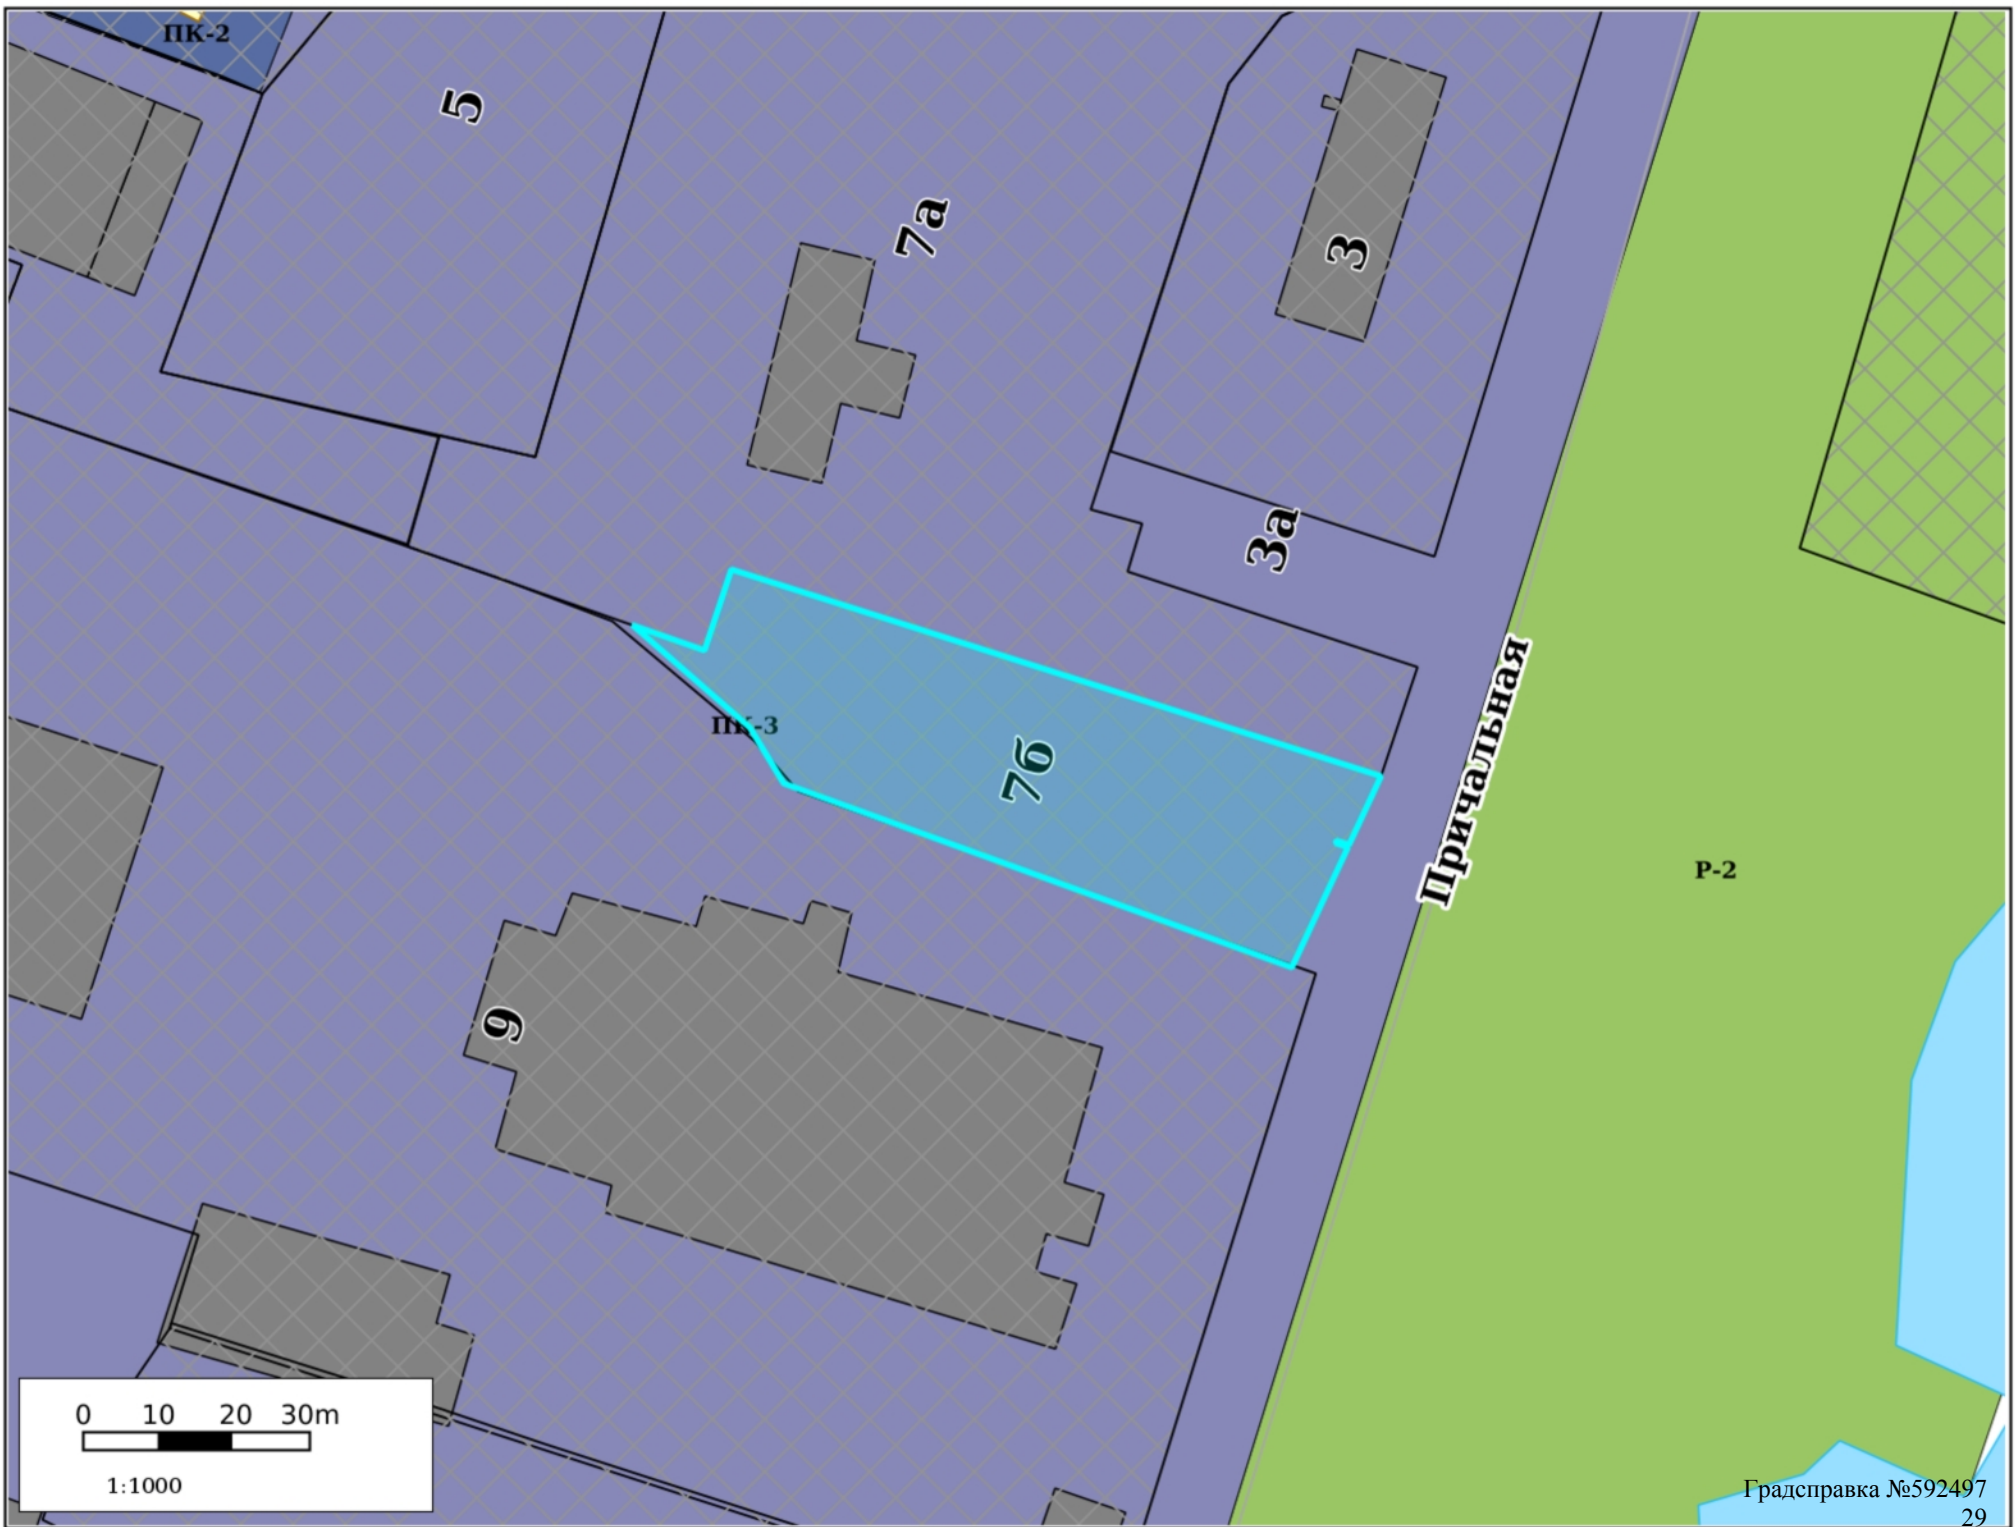 ПК-2
5
7а
3
3а
ПК-3
7б
Причальная
Р-2
9
0 10 20 30m
1:1000
Градсправка №592497
29